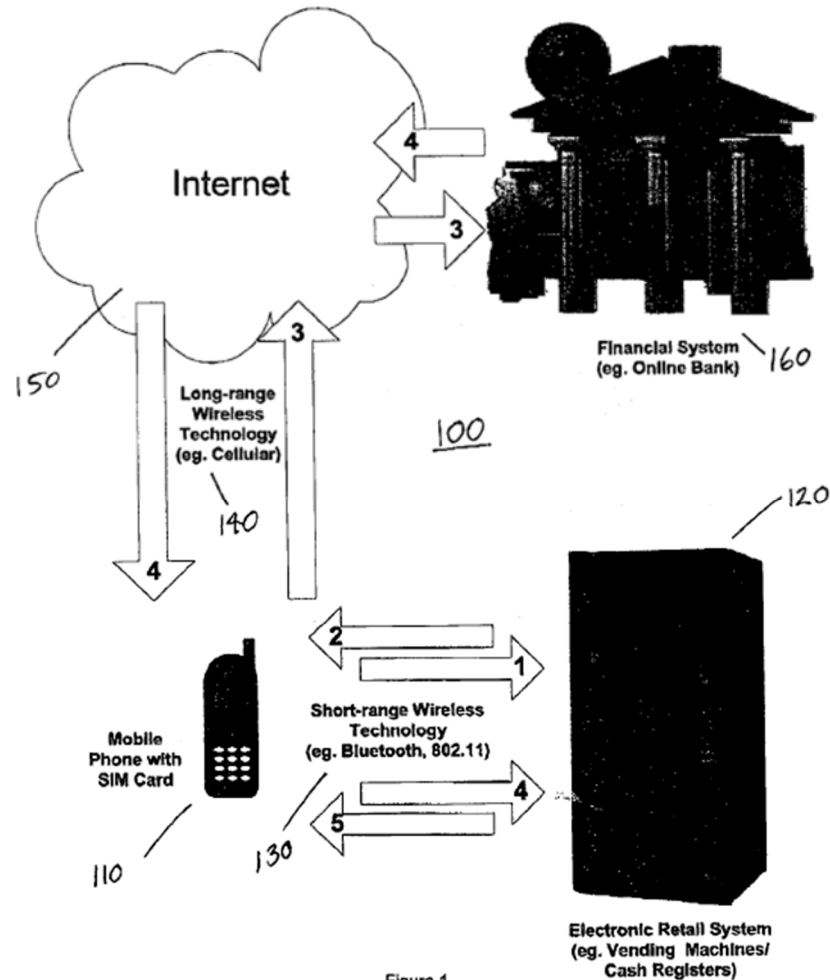 Internet
4
3
Financial System
(eg. Online Bank)
160
150
3
Long-range
Wireless
Technology
(eg. Cellular)
140
100
120
4
2
1
Short-range Wireless
Technology
(eg. Bluetooth, 802.11)
Mobile
Phone with
SIM Card
4
5
110
130
Electronic Retail System
(eg. Vending Machines/
Cash Registers)
Figure 1